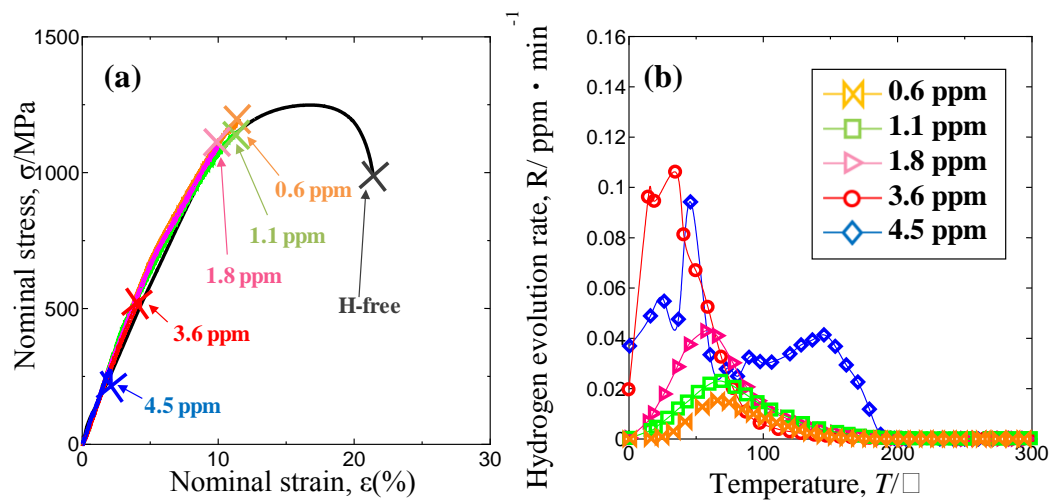 (a)
Nominal stress, σ/MPa
1500
1000
500
0
0 10 20 30
Nominal strain, ε(%)
0.6 ppm
1.1 ppm
1.8 ppm
H-free
3.6 ppm
4.5 ppm
(b)
Hydrogen evolution rate, R/ ppm・min⁻¹
0.16
0.14
0.12
0.1
0.08
0.06
0.04
0.02
0
0 100 200 300
Temperature, T/□
0.6 ppm
1.1 ppm
1.8 ppm
3.6 ppm
4.5 ppm